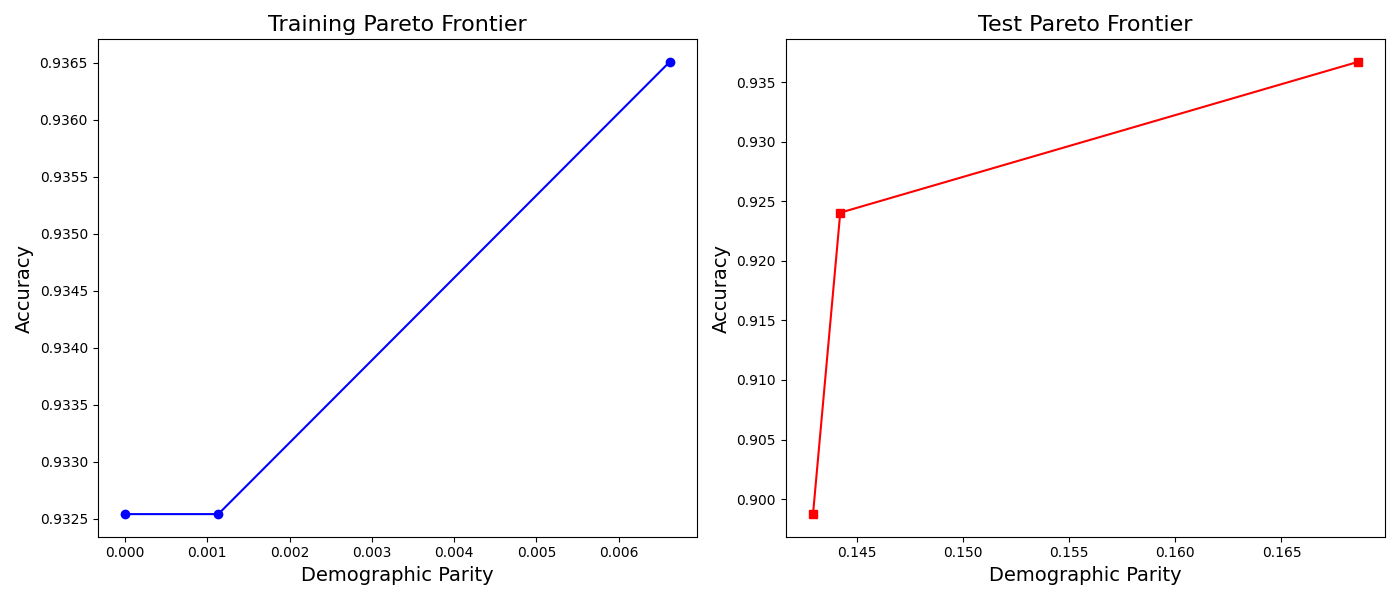 Training Pareto Frontier
Accuracy
0.9365
0.9360
0.9355
0.9350
0.9345
0.9340
0.9335
0.9330
0.9325
0.000 0.001 0.002 0.003 0.004 0.005 0.006
Demographic Parity
Test Pareto Frontier
Accuracy
0.935
0.930
0.925
0.920
0.915
0.910
0.905
0.900
0.145 0.150 0.155 0.160 0.165
Demographic Parity